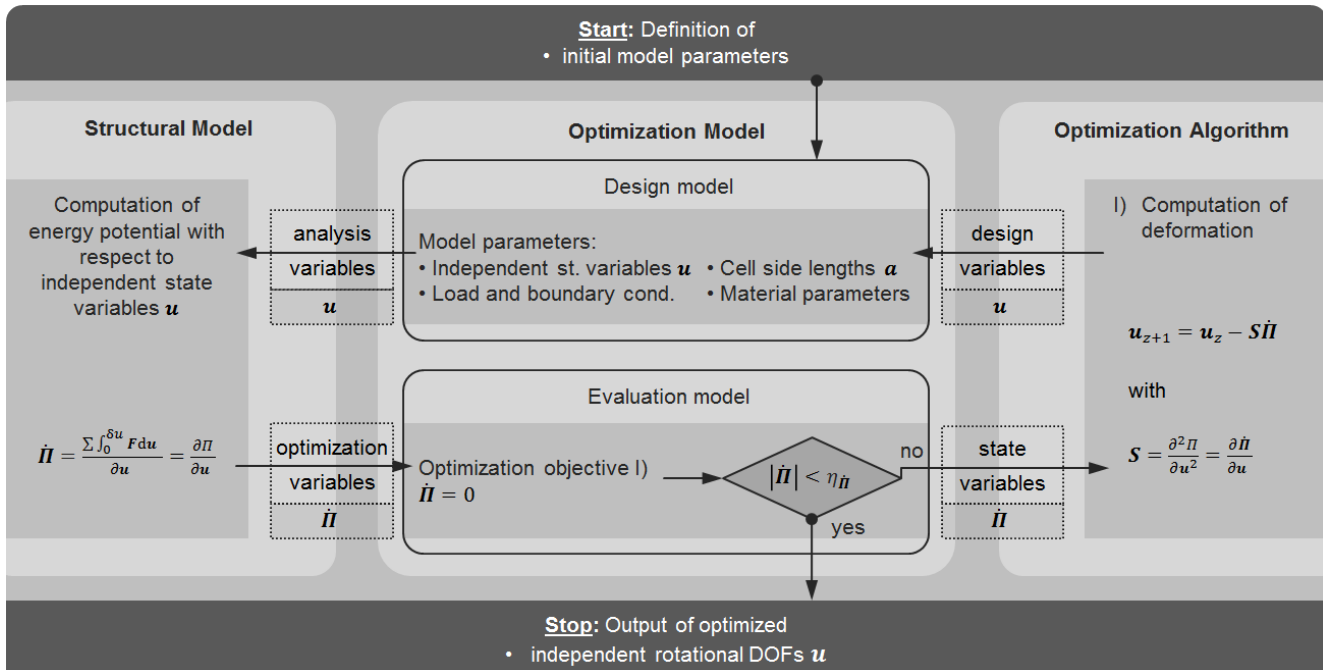 Start: Definition of
• initial model parameters
Structural Model
Computation of
energy potential with
respect to
independent state
variables u
Π̇ = (∑∫₀^δu F du)/∂u = ∂Π/∂u
analysis
variables
u
optimization
variables
Π̇
Optimization Model
Design model
Model parameters:
• Independent st. variables u • Cell side lengths a
• Load and boundary cond. • Material parameters
Evaluation model
Optimization objective I)
Π̇ = 0
|Π̇| < η_Π̇
no
yes
design
variables
u
state
variables
Π̇
Optimization Algorithm
I) Computation of
deformation
u_{z+1} = u_z − SΠ̇
with
S = ∂²Π/∂u² = ∂Π̇/∂u
Stop: Output of optimized
• independent rotational DOFs u